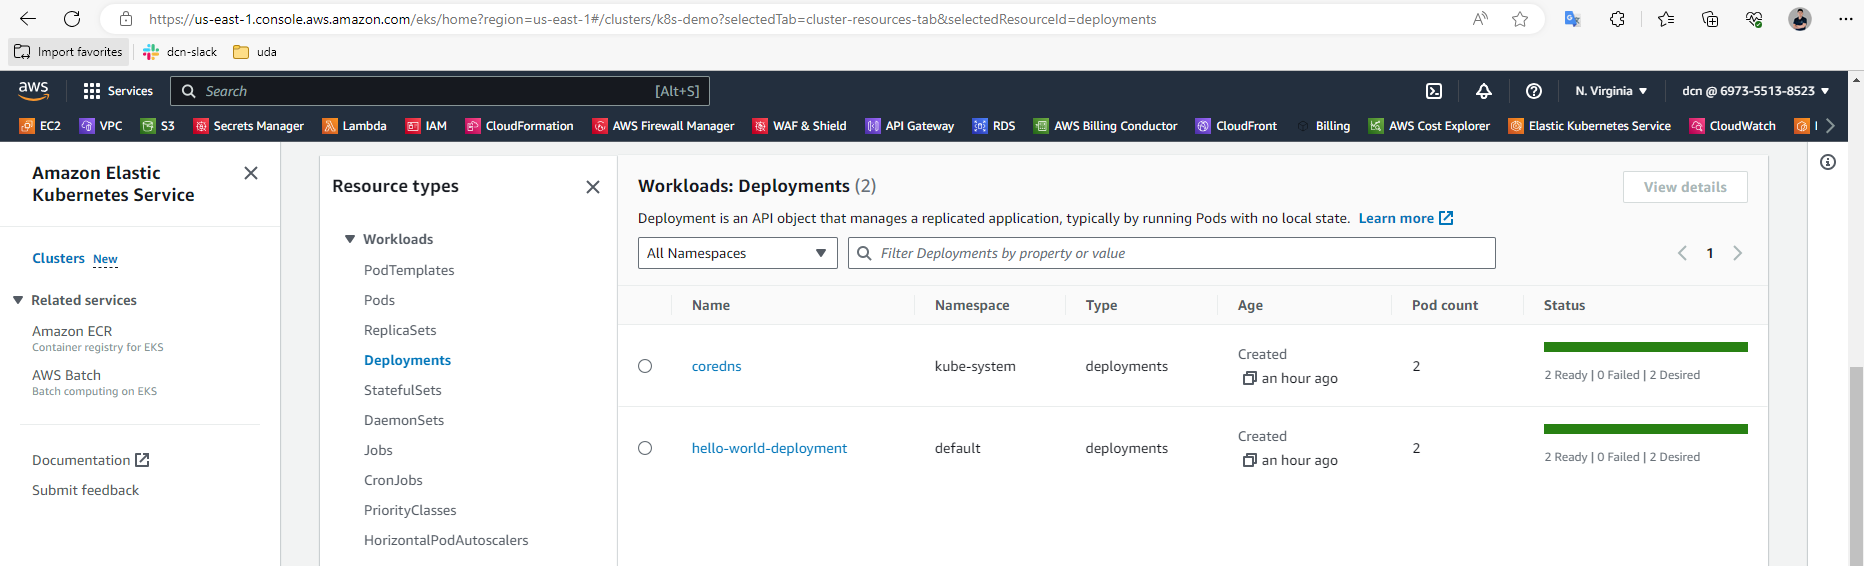 https://us-east-1.console.aws.amazon.com/eks/home?region=us-east-1#/clusters/k8s-demo?selectedTab=cluster-resources-tab&selectedResourceId=deployments
Import favorites dcn-slack uda
aws Services Search [Alt+S] N. Virginia dcn @ 6973-5513-8523
EC2 VPC S3 Secrets Manager Lambda IAM CloudFormation AWS Firewall Manager WAF & Shield API Gateway RDS AWS Billing Conductor CloudFront Billing AWS Cost Explorer Elastic Kubernetes Service CloudWatch
Amazon Elastic
Kubernetes Service
Clusters New
Related services
Amazon ECR
Container registry for EKS
AWS Batch
Batch computing on EKS
Documentation
Submit feedback
Resource types
Workloads
PodTemplates
Pods
ReplicaSets
Deployments
StatefulSets
DaemonSets
Jobs
CronJobs
PriorityClasses
HorizontalPodAutoscalers
Workloads: Deployments (2)
View details
Deployment is an API object that manages a replicated application, typically by running Pods with no local state. Learn more
All Namespaces Filter Deployments by property or value 1
Name Namespace Type Age Pod count Status
coredns kube-system deployments Created an hour ago 2 2 Ready | 0 Failed | 2 Desired
hello-world-deployment default deployments Created an hour ago 2 2 Ready | 0 Failed | 2 Desired